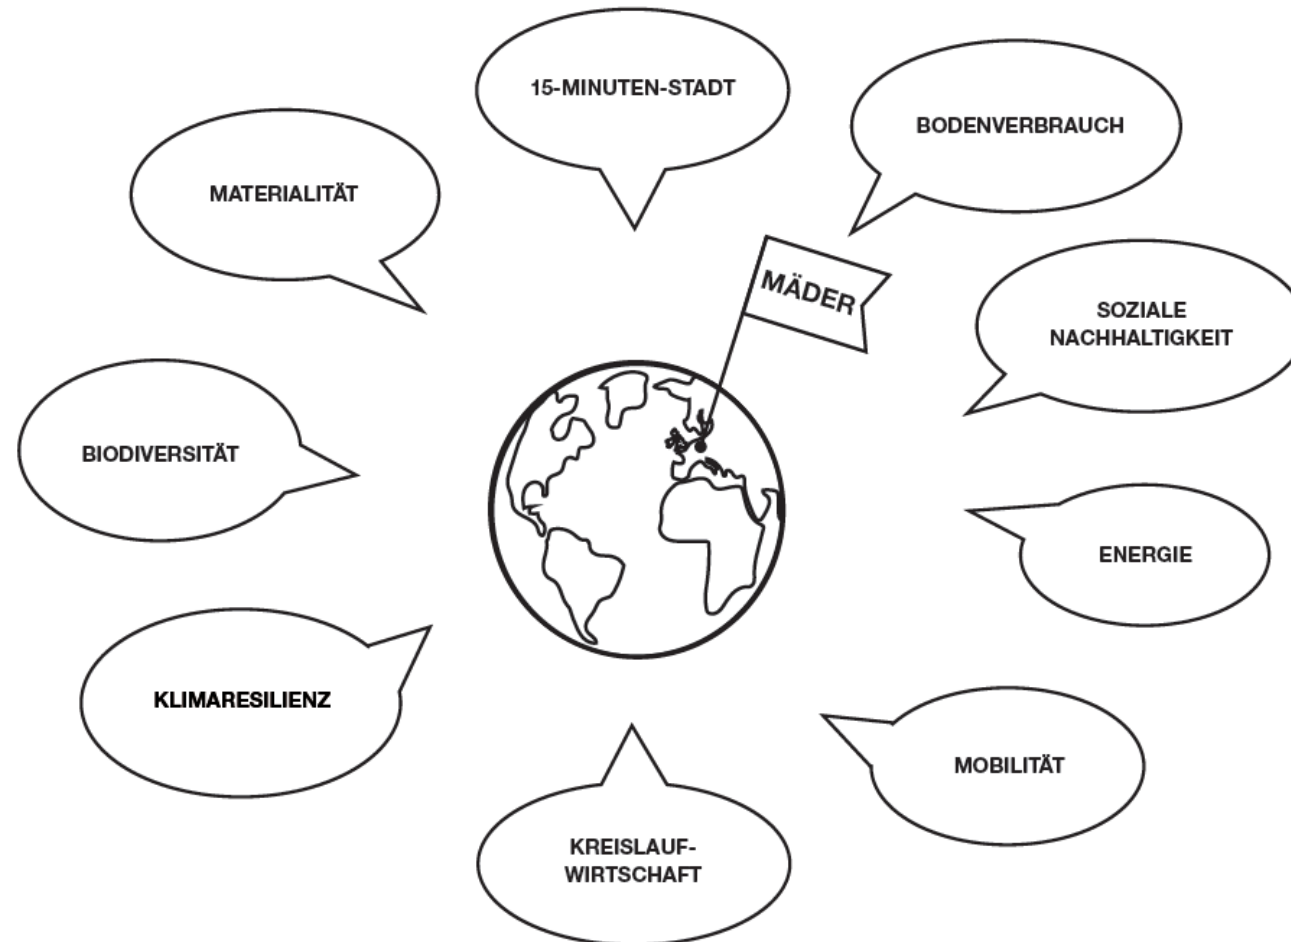 15-MINUTEN-STADT
BODENVERBRAUCH
MATERIALITÄT
MÄDER
SOZIALE
NACHHALTIGKEIT
BIODIVERSITÄT
ENERGIE
KLIMARESILIENZ
MOBILITÄT
KREISLAUF-
WIRTSCHAFT